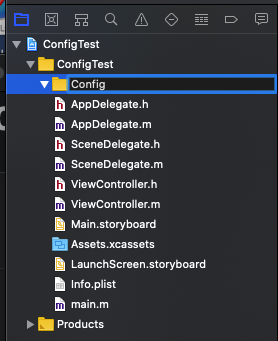 ConfigTest
ConfigTest
Config
AppDelegate.h
AppDelegate.m
SceneDelegate.h
SceneDelegate.m
ViewController.h
ViewController.m
Main.storyboard
Assets.xcassets
LaunchScreen.storyboard
Info.plist
main.m
Products